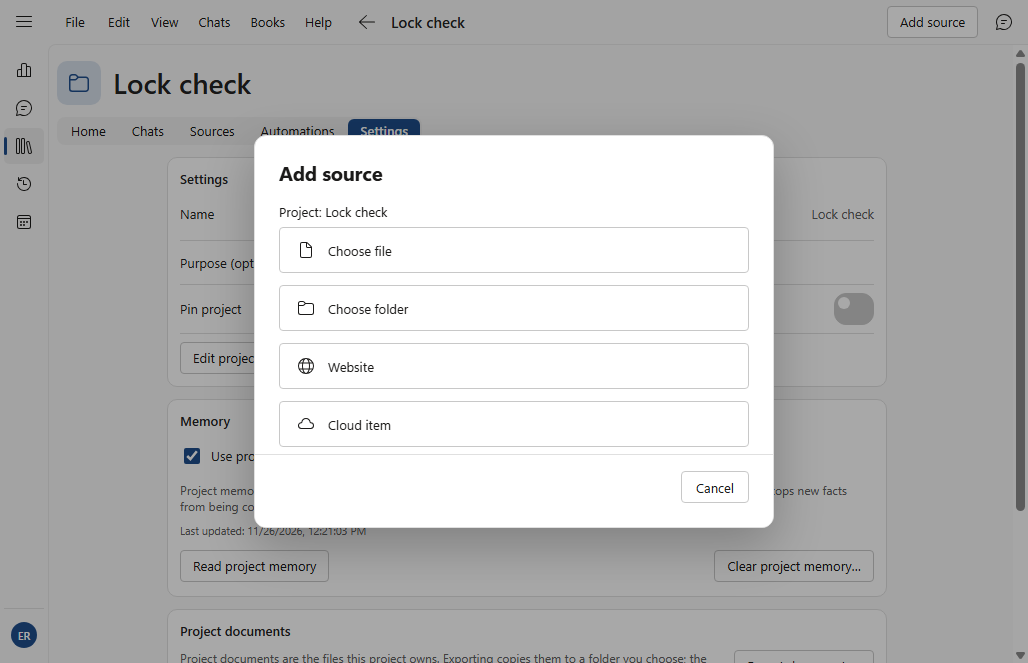 File Edit View Chats Books Help Lock check Add source
Lock check
Home Chats Sources Automations Settings
Add source
Project: Lock check
Choose file
Choose folder
Website
Cloud item
Cancel
Settings
Name Lock check
Purpose (opt
Pin project
Edit projec
Memory
Use pro
Project memo ops new facts
from being co
Last updated: 11/26/2026, 12:21:03 PM
Read project memory Clear project memory...
Project documents
Project documents are the files this project owns. Exporting copies them to a folder you choose; the
ER